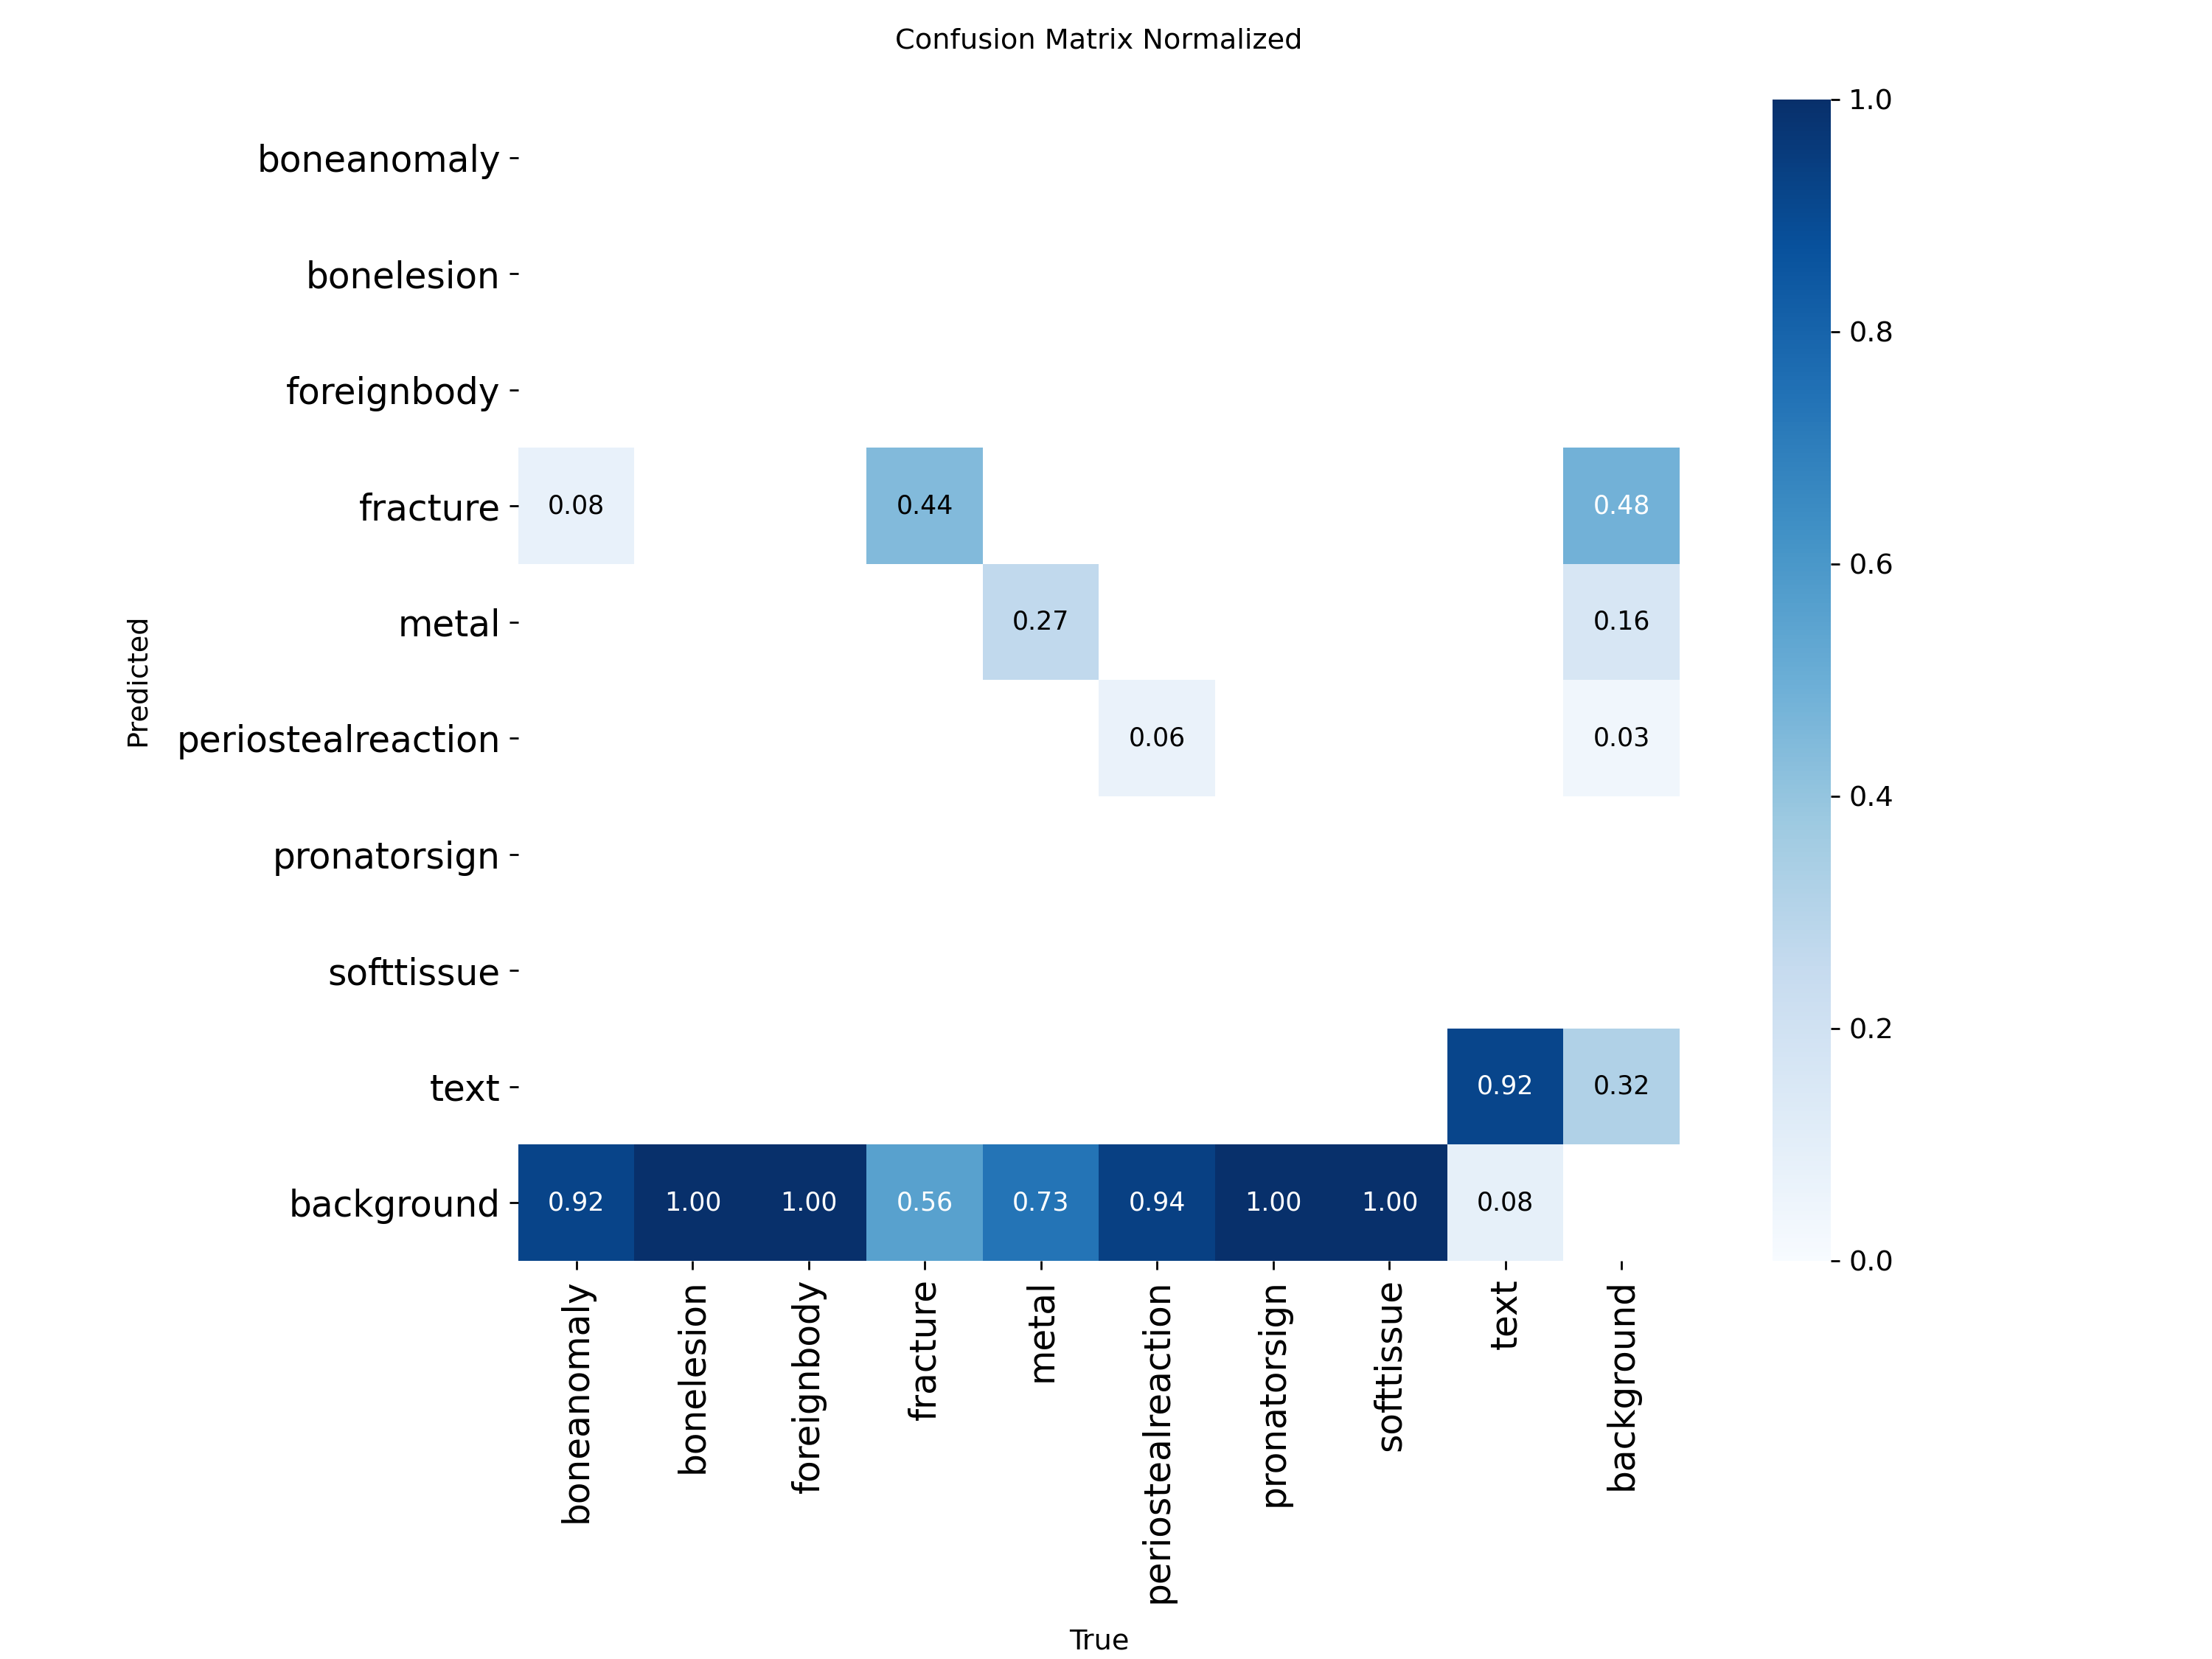 Confusion Matrix Normalized
boneanomaly
bonelesion
foreignbody
fracture 0.08 0.44 0.48
metal 0.27 0.16
periostealreaction 0.06 0.03
pronatorsign
softtissue
text 0.92 0.32
background 0.92 1.00 1.00 0.56 0.73 0.94 1.00 1.00 0.08
Predicted
boneanomaly
bonelesion
foreignbody
fracture
metal
periostealreaction
pronatorsign
softtissue
text
background
True
1.0
0.8
0.6
0.4
0.2
0.0